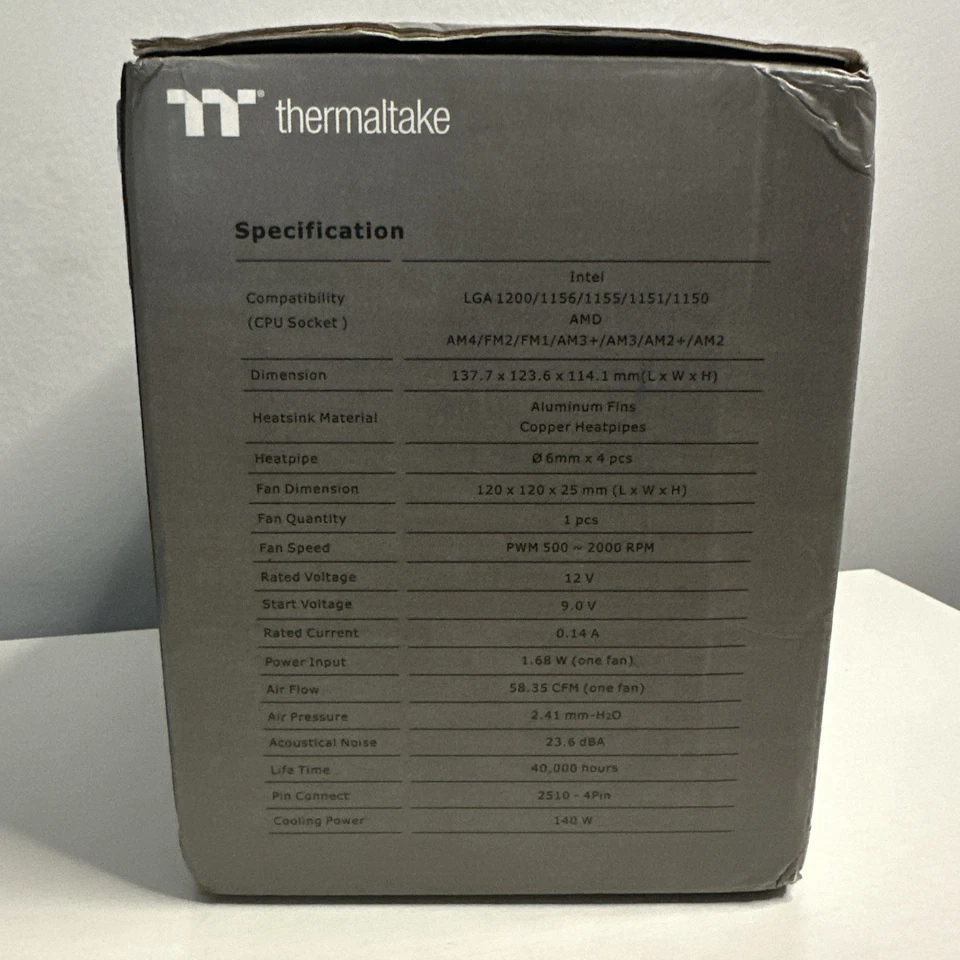 thermaltake
Specification
Compatibility
(CPU Socket )
Intel
LGA 1200/1156/1155/1151/1150
AMD
AM4/FM2/FM1/AM3+/AM3/AM2+/AM2
Dimension 137.7 x 123.6 x 114.1 mm(L x W x H)
Heatsink Material
Aluminum Fins
Copper Heatpipes
Heatpipe Ø 6mm x 4 pcs
Fan Dimension 120 x 120 x 25 mm (L x W x H)
Fan Quantity 1 pcs
Fan Speed PWM 500 ~ 2000 RPM
Rated Voltage 12 V
Start Voltage 9.0 V
Rated Current 0.14 A
Power Input 1.68 W (one fan)
Air Flow 58.35 CFM (one fan)
Air Pressure 2.41 mm-H₂O
Acoustical Noise 23.6 dBA
Life Time 40,000 hours
Pin Connect 2510 - 4Pin
Cooling Power 140 W